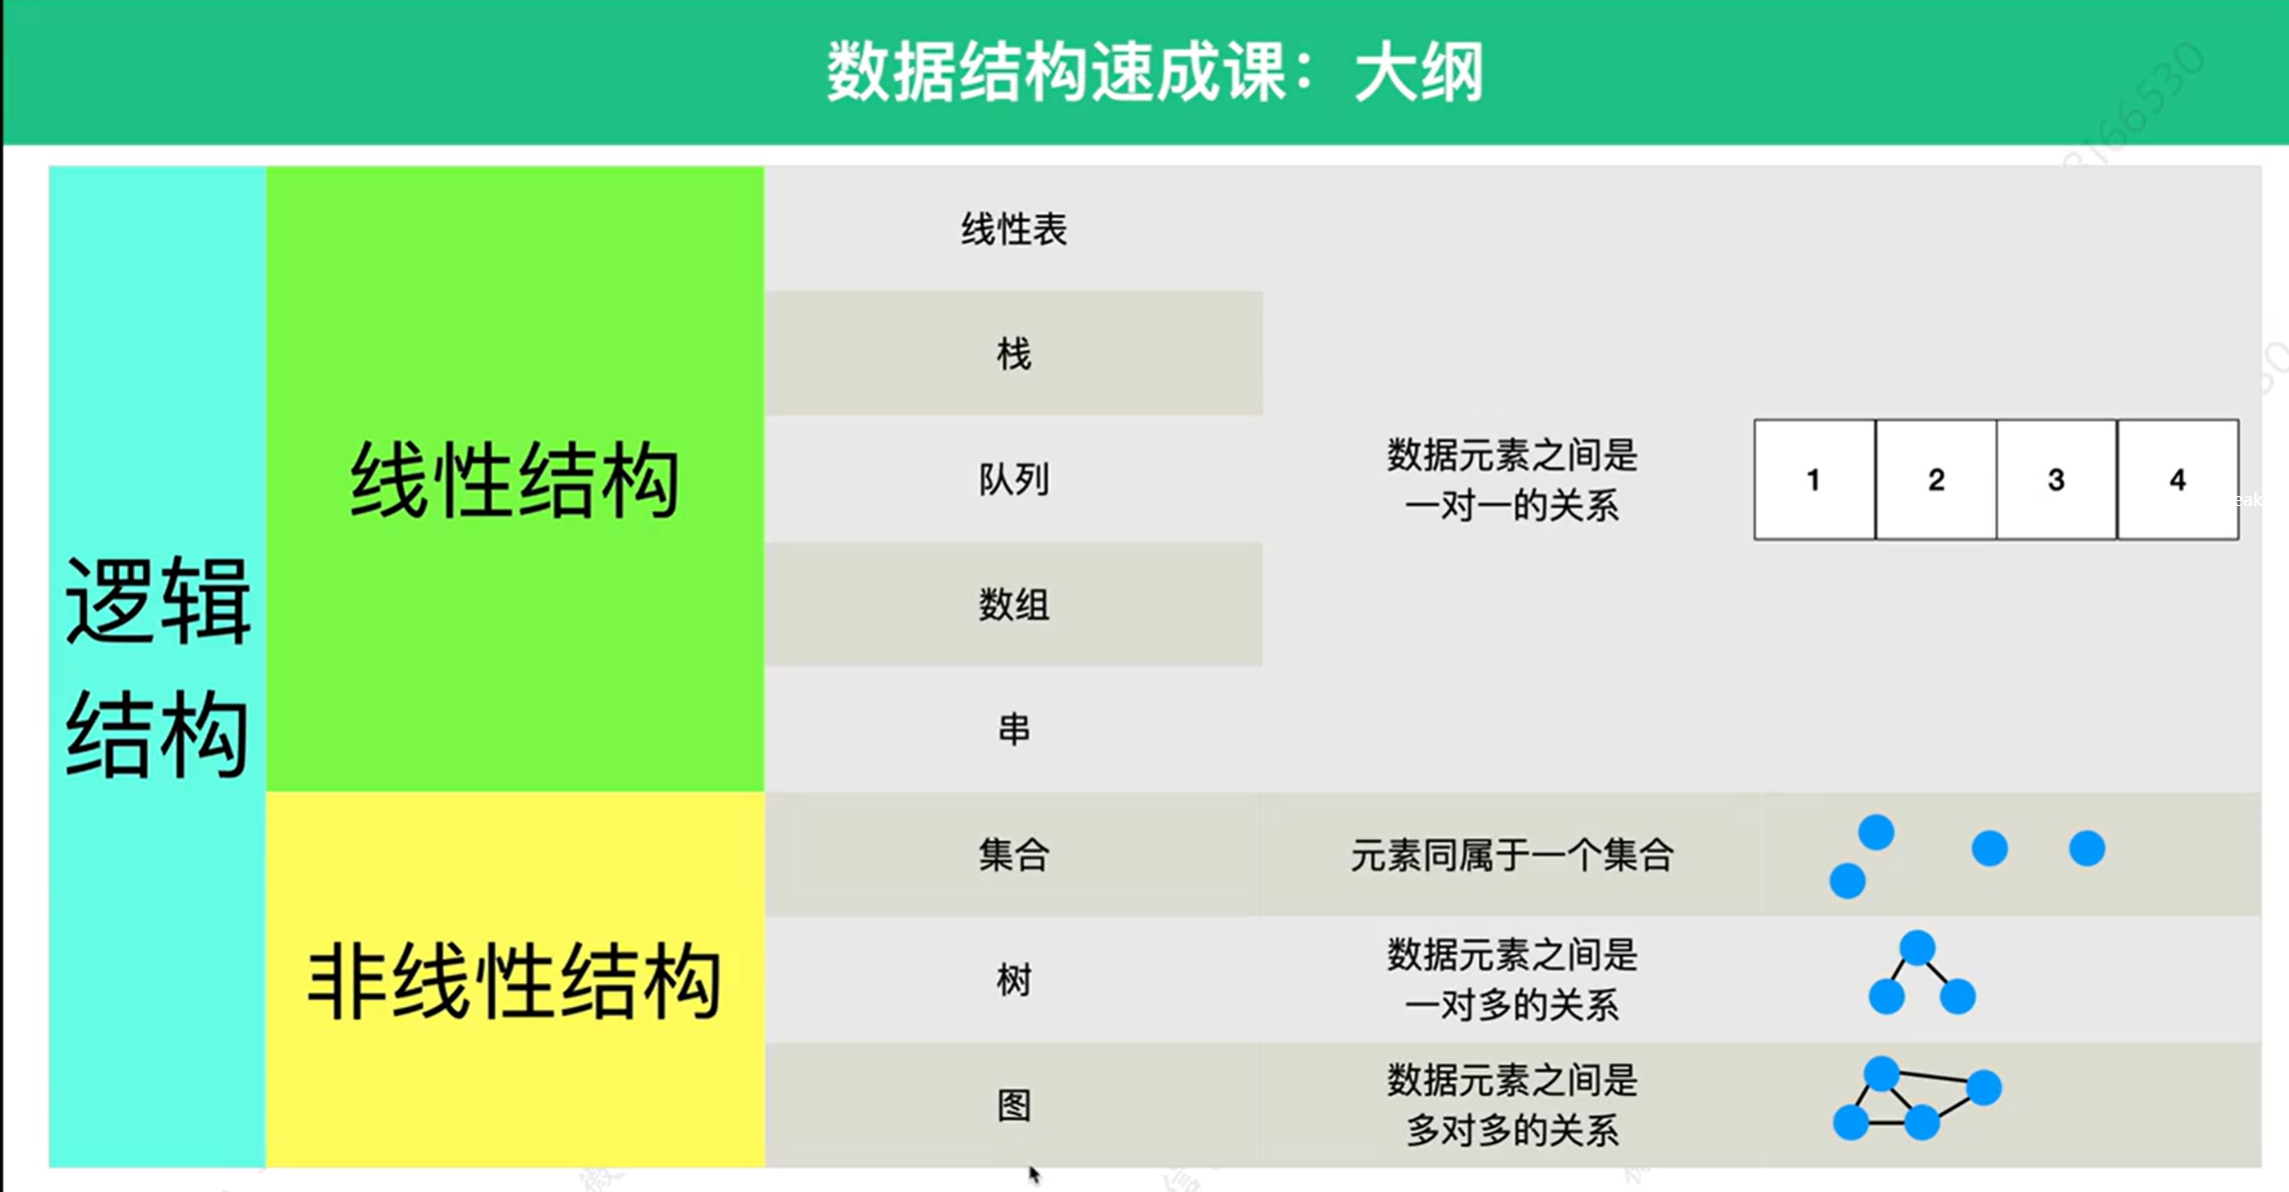 数据结构速成课：大纲
逻辑
结构
线性结构
线性表
栈
队列
数组
串
数据元素之间是
一对一的关系
1 2 3 4
非线性结构
集合
元素同属于一个集合
树
数据元素之间是
一对多的关系
图
数据元素之间是
多对多的关系